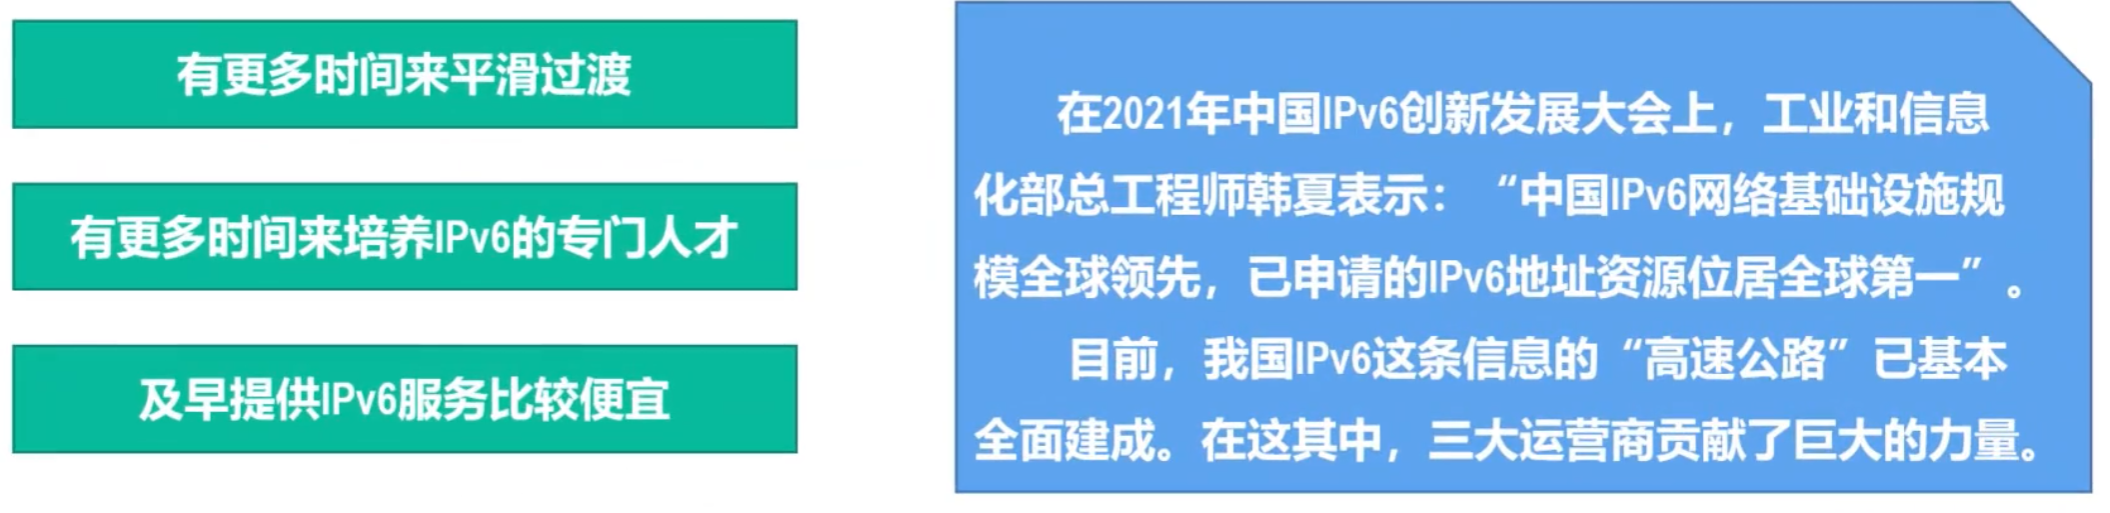 有更多时间来平滑过渡
有更多时间来培养IPv6的专门人才
及早提供IPv6服务比较便宜
在2021年中国IPv6创新发展大会上，工业和信息
化部总工程师韩夏表示：“中国IPv6网络基础设施规
模全球领先，已申请的IPv6地址资源位居全球第一”。
目前，我国IPv6这条信息的“高速公路”已基本
全面建成。在这其中，三大运营商贡献了巨大的力量。